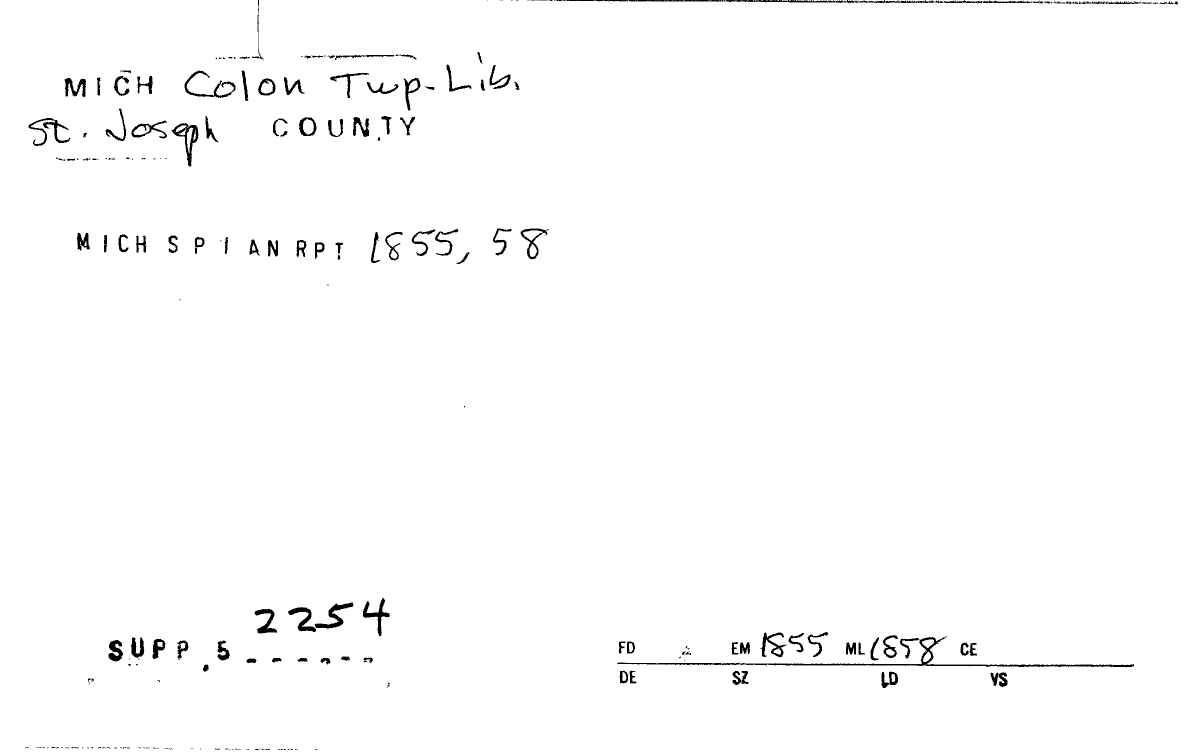 MICH Colon Twp. Lib.
St. Joseph COUNTY
MICH SPI AN RPT 1855, 58
2254
SUPP. 5 ------
FD EM 1855 ML 1858 CE
DE SZ LD VS